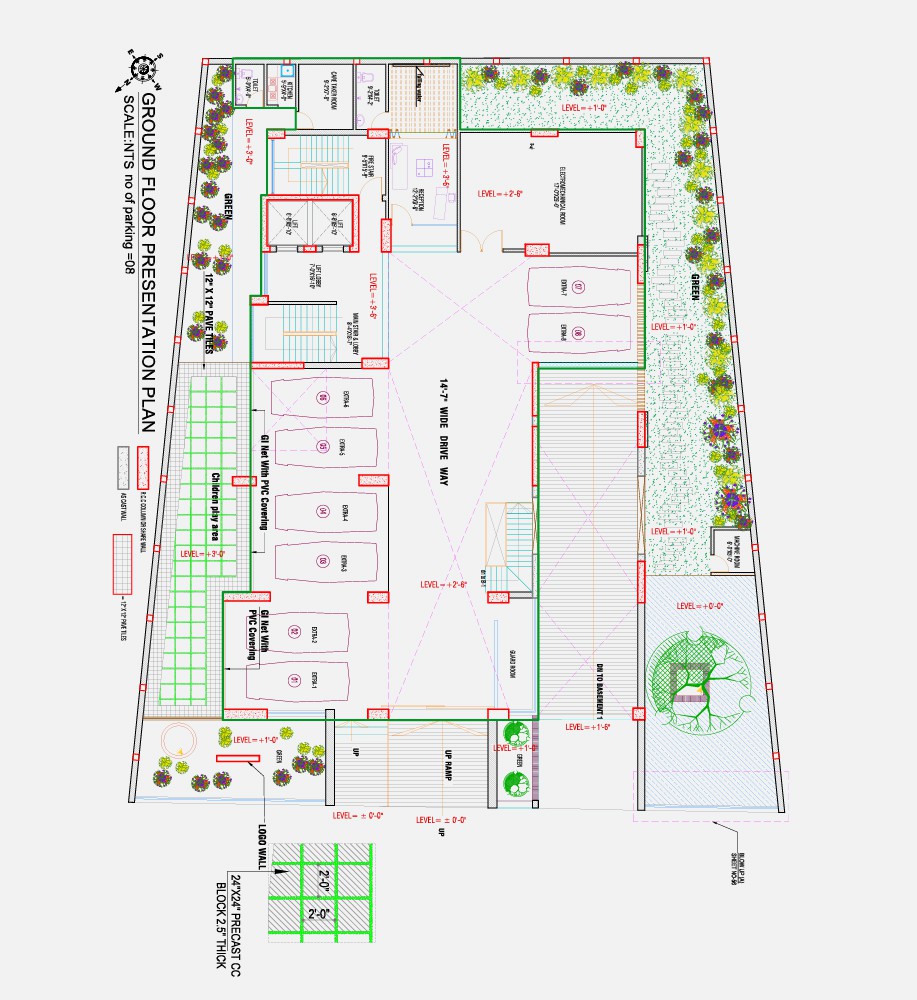 GROUND FLOOR PRESENTATION PLAN
SCALE:NTS no of parking =08
E
S
N
W
R.C.C COLUMN OR SHARE WALL
AS CAST WALL
= 12"X 12" PAVE TILES
TOILET
KITCHEN
CARE TAKER ROOM
TOILET
falling water
LEVEL=+3'-0"
GREEN
FIRE STAIR
RECEPTION
LEVEL=+3'-6"
LEVEL=+2'-6"
ELECTROMECHANICAL ROOM
LEVEL=+1'-0"
LIFT
LIFT
LIFT LOBBY
LEVEL=+3'-6"
MAIN STAIR & LOBBY
12" X 12" PAVE TILES
EXTRA-7
07
EXTRA-8
08
GREEN
LEVEL=+1'-0"
14'-7" WIDE DRIVE WAY
06
EXTRA-6
05
EXTRA-5
04
EXTRA-4
03
EXTRA-3
02
EXTRA-2
01
EXTRA-1
GI Net With PVC Covering
GI Net With
PVC Covering
Children play area
LEVEL=+3'-0"
LEVEL=+2'-6"
LEVEL=+1'-0"
MACHINE ROOM
LEVEL=+0'-0"
GUARD ROOM
DN TO BASEMENT 1
LEVEL=+1'-6"
LEVEL=+1'-0"
GREEN
UP
UP RAMP
LEVEL=+1'-0"
GREEN
LEVEL= ± 0'-0"
LEVEL= ± 0'-0"
UP
LOGO WALL
BLOW UP (A)
2'-0"
2'-0"
24"X24" PRECAST CC
BLOCK 2.5" THICK